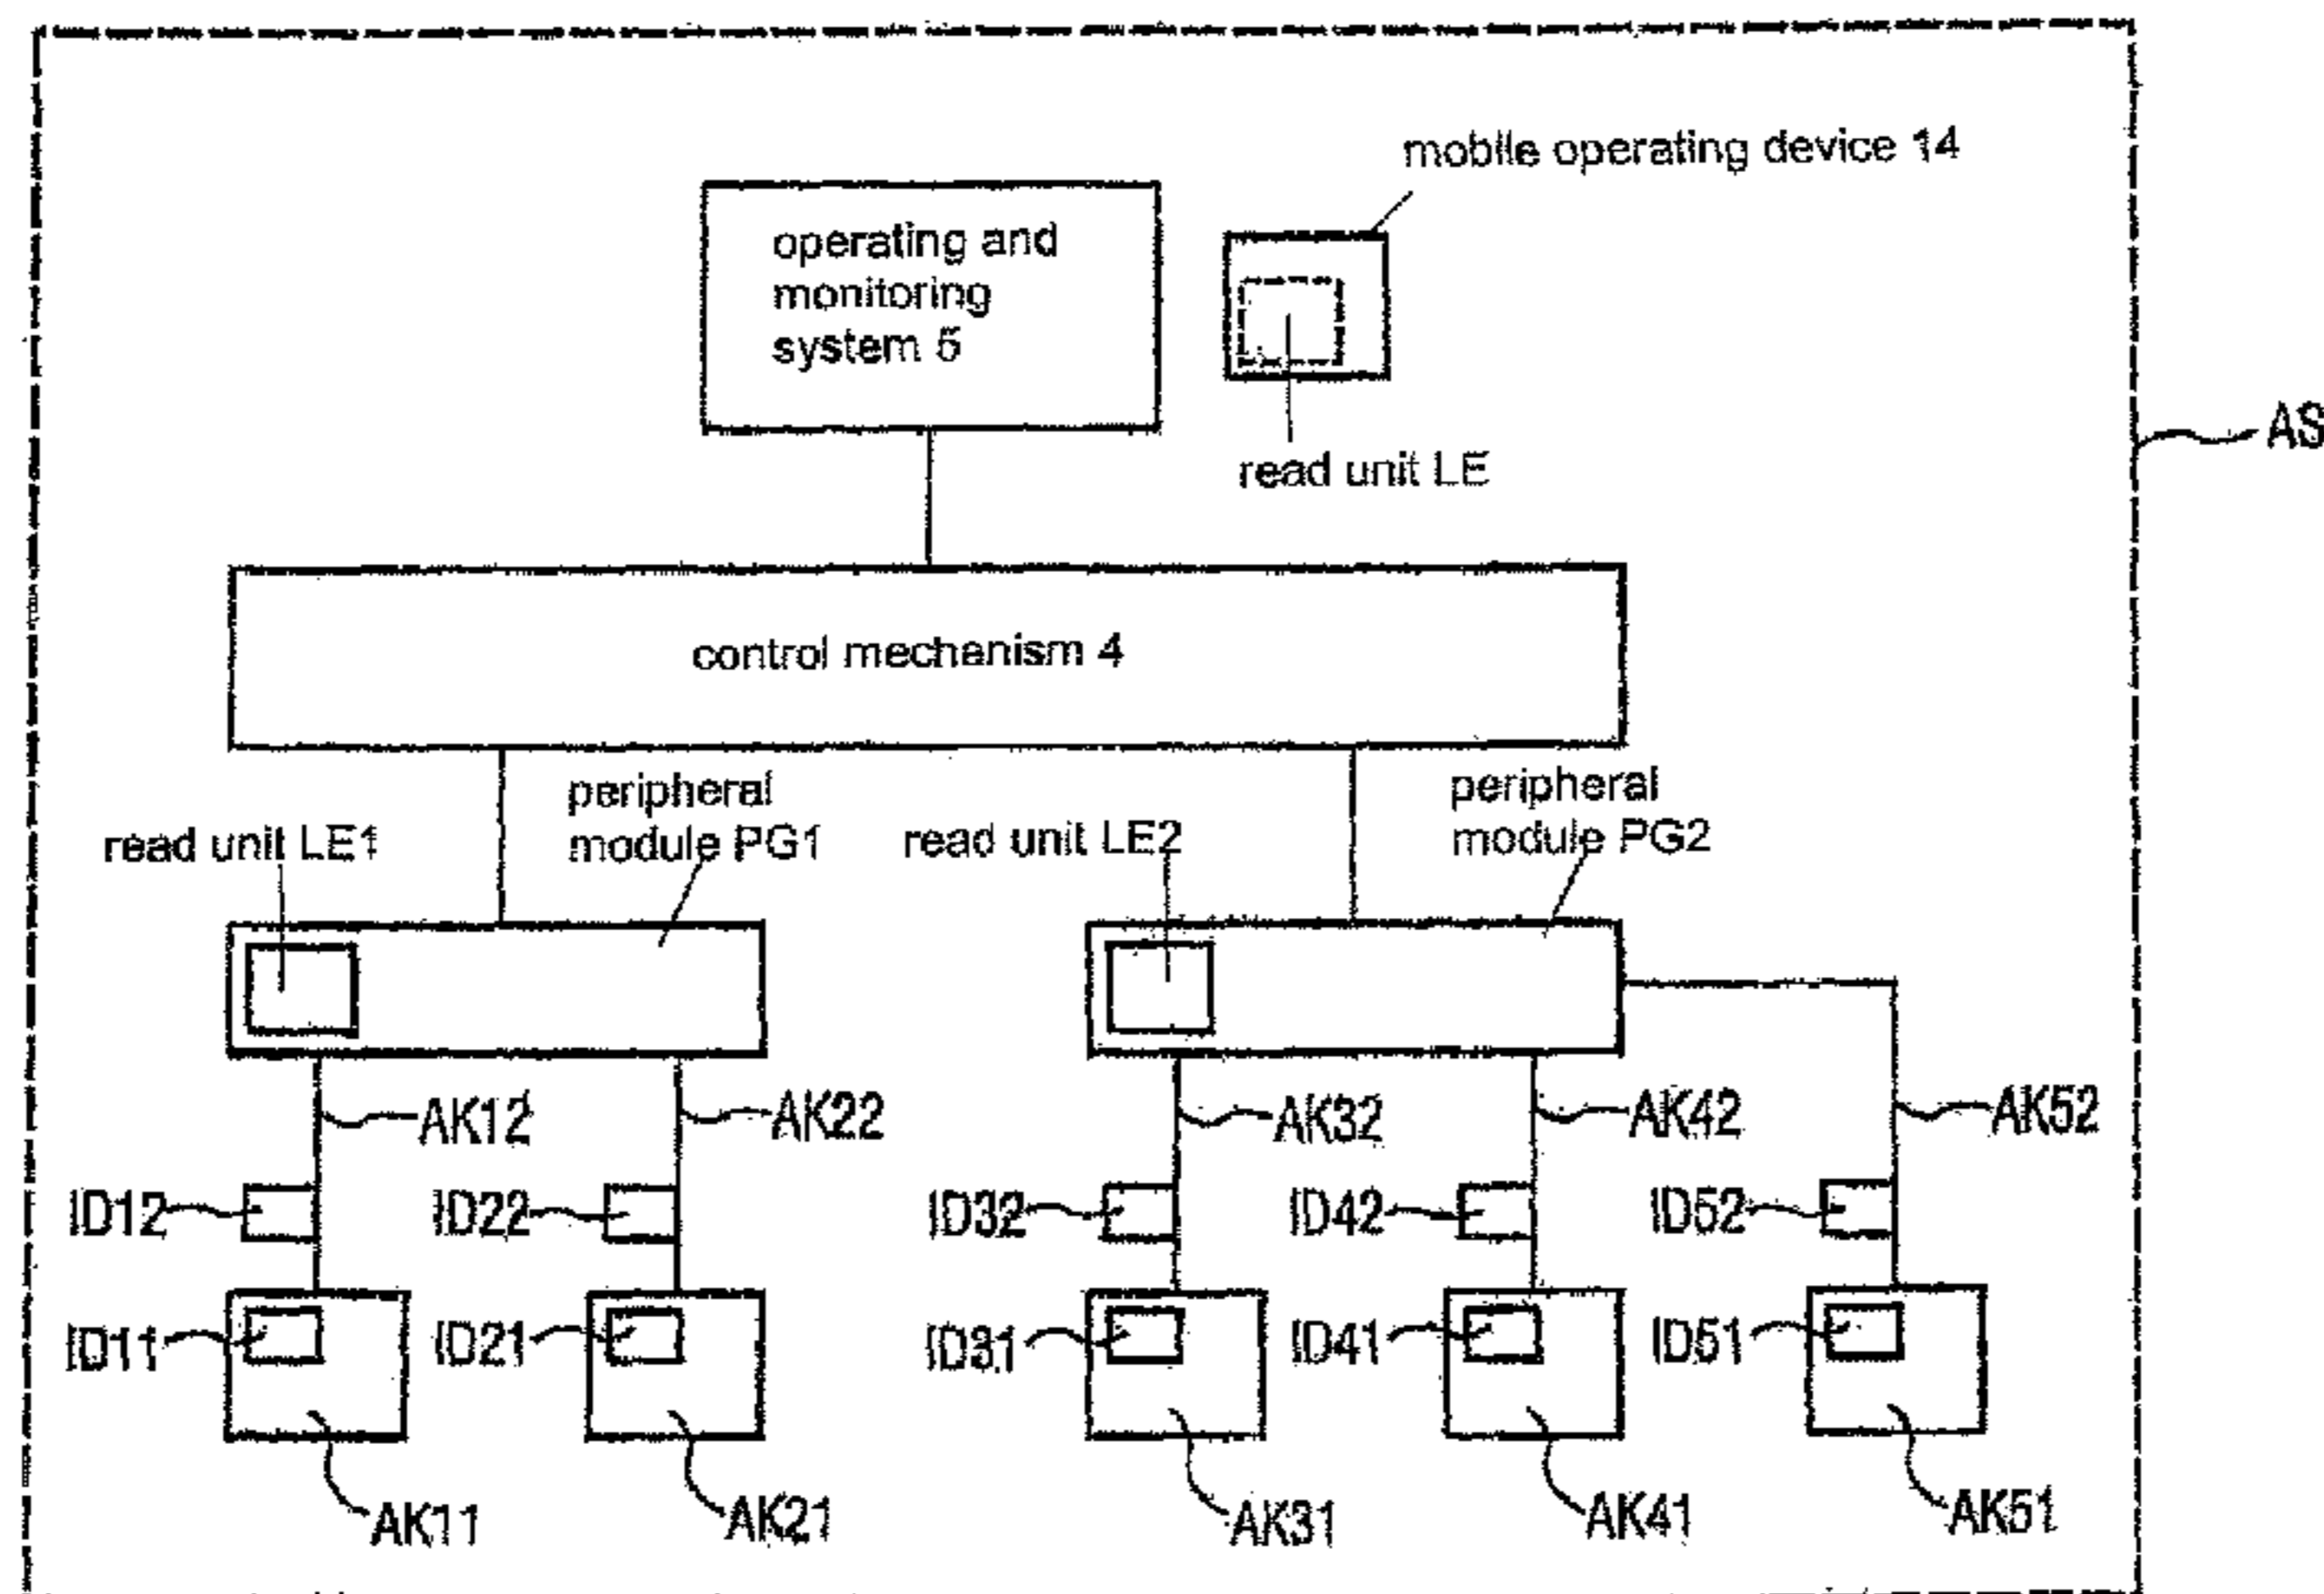 mobile operating device 14
operating and
monitoring
system 5
AS
read unit LE
control mechanism 4
peripheral
module PG1
peripheral
module PG2
read unit LE1
read unit LE2
AK12
AK22
AK32
AK42
AK52
ID12
ID22
ID32
ID42
ID52
ID11
ID21
ID31
ID41
ID51
AK11
AK21
AK31
AK41
AK51